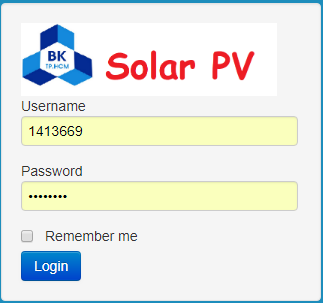 BK
TP.HCM
Solar PV
Username
1413669
Password
••••••••
Remember me
Login